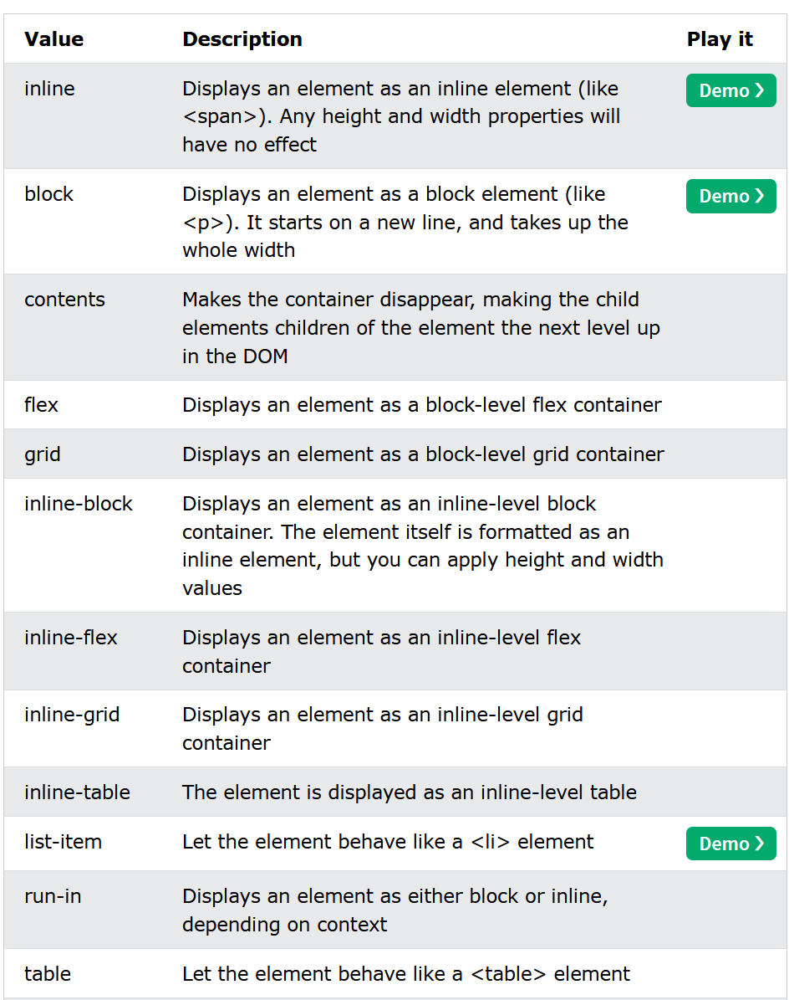 Value Description Play it
inline Displays an element as an inline element (like Demo ❯
<span>). Any height and width properties will
have no effect
block Displays an element as a block element (like Demo ❯
<p>). It starts on a new line, and takes up the
whole width
contents Makes the container disappear, making the child
elements children of the element the next level up
in the DOM
flex Displays an element as a block-level flex container
grid Displays an element as a block-level grid container
inline-block Displays an element as an inline-level block
container. The element itself is formatted as an
inline element, but you can apply height and width
values
inline-flex Displays an element as an inline-level flex
container
inline-grid Displays an element as an inline-level grid
container
inline-table The element is displayed as an inline-level table
list-item Let the element behave like a <li> element Demo ❯
run-in Displays an element as either block or inline,
depending on context
table Let the element behave like a <table> element